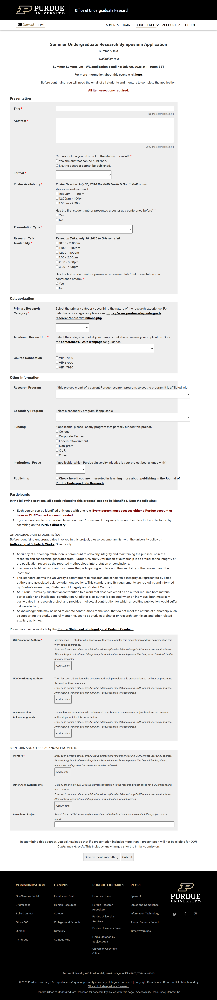 PURDUE UNIVERSITY®
Office of Undergraduate Research
OURConnect HOME
ADMIN
DATA
CONFERENCE
ACCOUNT
LOGOUT
Summer Undergraduate Research Symposium Application
Summary text
Availability Text
Summer Symposium - WL application deadline: July 09, 2026 at 11:59pm EST
For more information about this event, click here.
Before continuing, you will need the email of all students and mentors to complete the application.
All items/sections required.
Presentation
Title *
125 characters remaining
Abstract *
2000 characters remaining
Can we include your abstract in the abstract booklet? *
Yes, the abstract can be published.
No, the abstract cannot be published.
Format *
Poster Availability *
Poster Session: July 30, 2026 the PMU North & South Ballrooms
Minimum required selections: 1
10:30am - 11:30am
12:00pm - 1:00pm
1:30pm - 2:30pm
Has the first student author presented a poster at a conference before? *
Yes
No
Presentation Type *
Research Talk
Availability *
Research Talks: July 30, 2026 in Grissom Hall
10:00 - 11:00am
11:00 - 12:00pm
12:00 - 1:00pm
1:00 - 2:00pm
2:00 - 3:00pm
3:00 - 4:00pm
Has the first student author presented a research talk/oral presentation at a
conference before? *
Yes
No
Categorization
Primary Research
Category *
Select the primary category describing the nature of the research experience. For
definitions of categories, please see: https://www.purdue.edu/undergrad-
research/about/definitions.php.
Academic Review Unit *
Select the college/school at your campus that should review your application. Go to
the conference's FAQs webpage for guidance.
Course Connection
VIP 27920
VIP 37920
VIP 47920
Other Information
Research Program
If this project is part of a current Purdue research program, select the program it is affiliated with.
Secondary Program
Select a secondary program, if applicable.
Funding
If applicable, please list any program that partially funded this project.
College
Corporate Partner
Federal/Government
Non-profit
OUR
Other
Institutional Focus
If applicable, which Purdue University initiative is your project best aligned with?
Publishing
Check here if you are interested in learning more about publishing in the Journal of
Purdue Undergraduate Research.
Participants
In the following sections, all people related to this proposal need to be identified. Note the following:
Each person can be identified only once with one role. Every person must possess either a Purdue account or
have an OURConnect account created.
If you cannot locate an individual based on their Purdue email, they may have another alias that can be found by
searching on the Purdue directory.
UNDERGRADUATE STUDENTS (UG)
Before identifying undergraduates involved in this project, please become familiar with the university policy on
Authorship of Scholarly Works. Specifically:
Accuracy of authorship attribution is paramount to scholarly integrity and maintaining the public trust in the
research and scholarship generated from Purdue University. Attribution of authorship is as critical to the integrity of
the publication record as the reported methodology, interpretation or conclusions.
Inaccurate identification of authors harms the participating scholars and the credibility of the research and the
institution.
This standard affirms the University's commitment to research and scholarship integrity as represented by listed
authors and associated acknowledgment sections. This standard and its requirements are rooted in, and informed
by, Purdue's overarching Statement of Integrity and Code of Conduct.
At Purdue University, substantial contribution to a work that deserves credit as an author requires both material
participation and intellectual contribution. Credit for a co-author is expected when an individual both materially
participates in a research project and provides intellectual contribution for which a resulting publication would suffer
if it were lacking.
Acknowledgments may be used to denote contributions to the work that do not meet the criteria of authorship, such
as supporting the study, general mentoring, acting as study coordinator or research technician, and other related
auxiliary activities.
Presenters must also abide by the Purdue Statement of Integrity and Code of Conduct.
UG Presenting Authors *
Identify each UG student who deserves authorship credit for this presentation and will be presenting this
work at the conference.
Enter each person's official email Purdue address (if available) or existing OURConnect user email address.
After clicking "confirm" select the primary Purdue location for each person. The first person listed will be the
primary presenter.
Add Student
UG Contributing Authors
Then list each UG student who deserves authorship credit for this presentation but will not be presenting
this work at the conference.
Enter each person's official email Purdue address (if available) or existing OURConnect user email address.
After clicking "confirm" select the primary Purdue location for each person.
Add Student
UG Researcher
Acknowledgments
List each other UG student with substantial contribution to the research project but does not deserve
authorship credit for this presentation.
Enter each person's official email Purdue address (if available) or existing OURConnect user email address.
After clicking "confirm" select the primary Purdue location for each person.
Add Student
MENTORS AND OTHER ACKNOWLEDGMENTS
Mentors *
Enter each person's official email Purdue address (if available) or existing OURConnect user email address.
After clicking "confirm" select the primary Purdue location for each person. The first will be the primary
mentor and will approve the presentation to be delivered.
Add Mentor
Other Acknowledgments
List any other individual with substantial contribution to the research project but is not a UG student and
not a mentor.
Enter each person's official email Purdue address (if available) or existing OURConnect user email address.
After clicking "confirm" select the primary Purdue location for each person.
Add Another
Associated Project
Search for an OURConnect project associated with the listed mentors. Leave blank if no project can be
found.
In submitting this abstract, you acknowledge that if a presentation includes more than 4 presenters it will not be eligible for OUR
Conference Awards. This includes any changes after the initial submission.
Save without submitting
Submit
COMMUNICATION
OneCampus Portal
Brightspace
BoilerConnect
Office 365
Outlook
myPurdue
CAMPUS
Faculty and Staff
Human Resources
Careers
Colleges and Schools
Directory
Campus Map
PURDUE LIBRARIES
Libraries Home
Purdue Research
Repository
Purdue University
Archives
Purdue University Press
Find a Librarian by
Subject Area
University Copyright
Office
PEOPLE
Speak Up
Ethics and Compliance
Information Technology
Annual Security Report
Timely Warnings
PURDUE UNIVERSITY®
Purdue University, 610 Purdue Mall, West Lafayette, IN, 47907, 765-494-4600
© 2026 Purdue University | An equal access/equal opportunity university | Integrity Statement | Copyright Complaints | Brand Toolkit | Maintained by
Office of Undergraduate Research
Contact Office of Undergraduate Research for accessibility issues with this page | Accessibility Resources | Contact Us